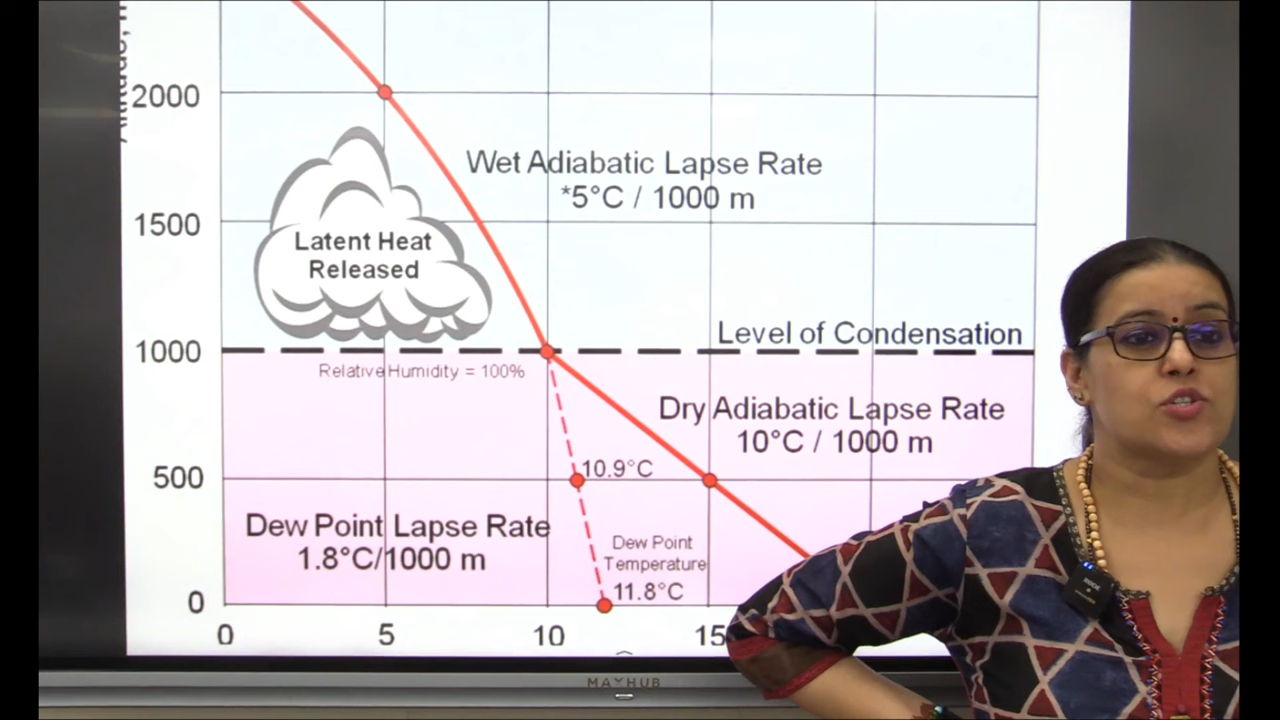 2000
Wet Adiabatic Lapse Rate
*5°C / 1000 m
1500
Latent Heat
Released
Level of Condensation
1000
Relative Humidity = 100%
Dry Adiabatic Lapse Rate
10°C / 1000 m
500
10.9°C
Dew Point Lapse Rate
1.8°C/1000 m
Dew Point
Temperature
11.8°C
0
0 5 10 15
MAXHUB